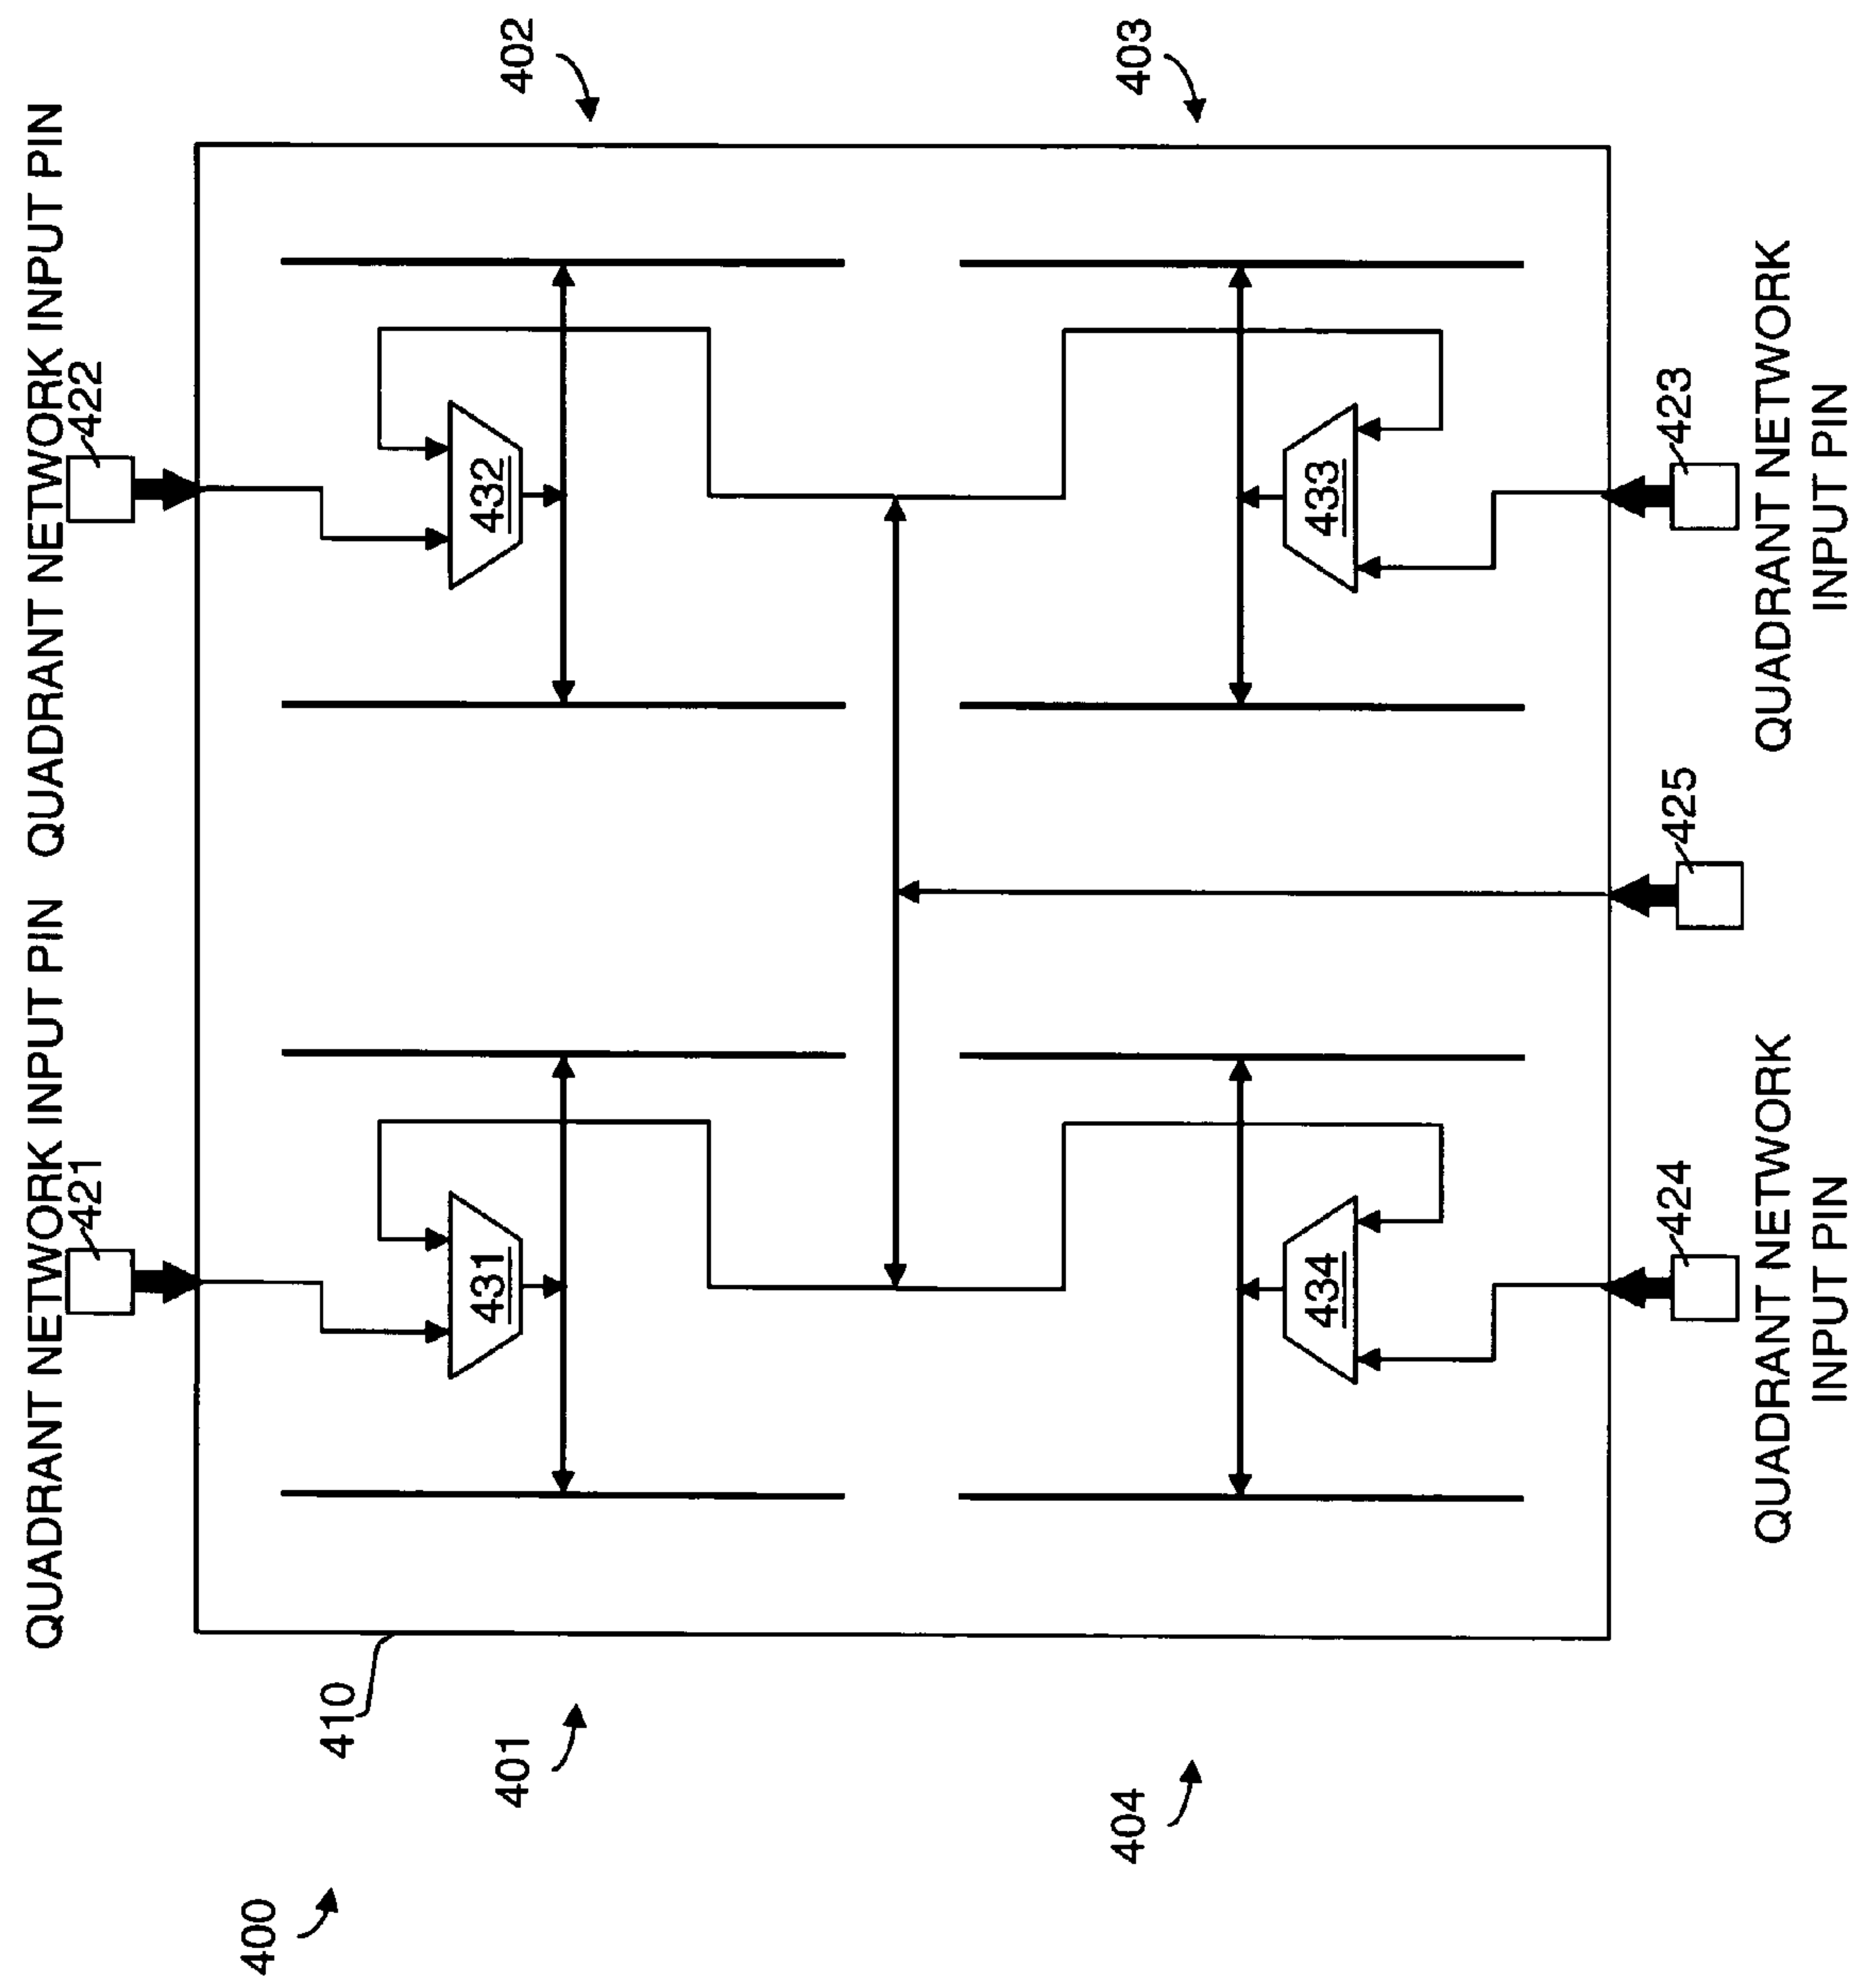 QUADRANT NETWORK INPUT PIN
QUADRANT NETWORK INPUT PIN
421
422
400
410
431
432
401
402
404
403
434
433
424
425
423
QUADRANT NETWORK
INPUT PIN
QUADRANT NETWORK
INPUT PIN